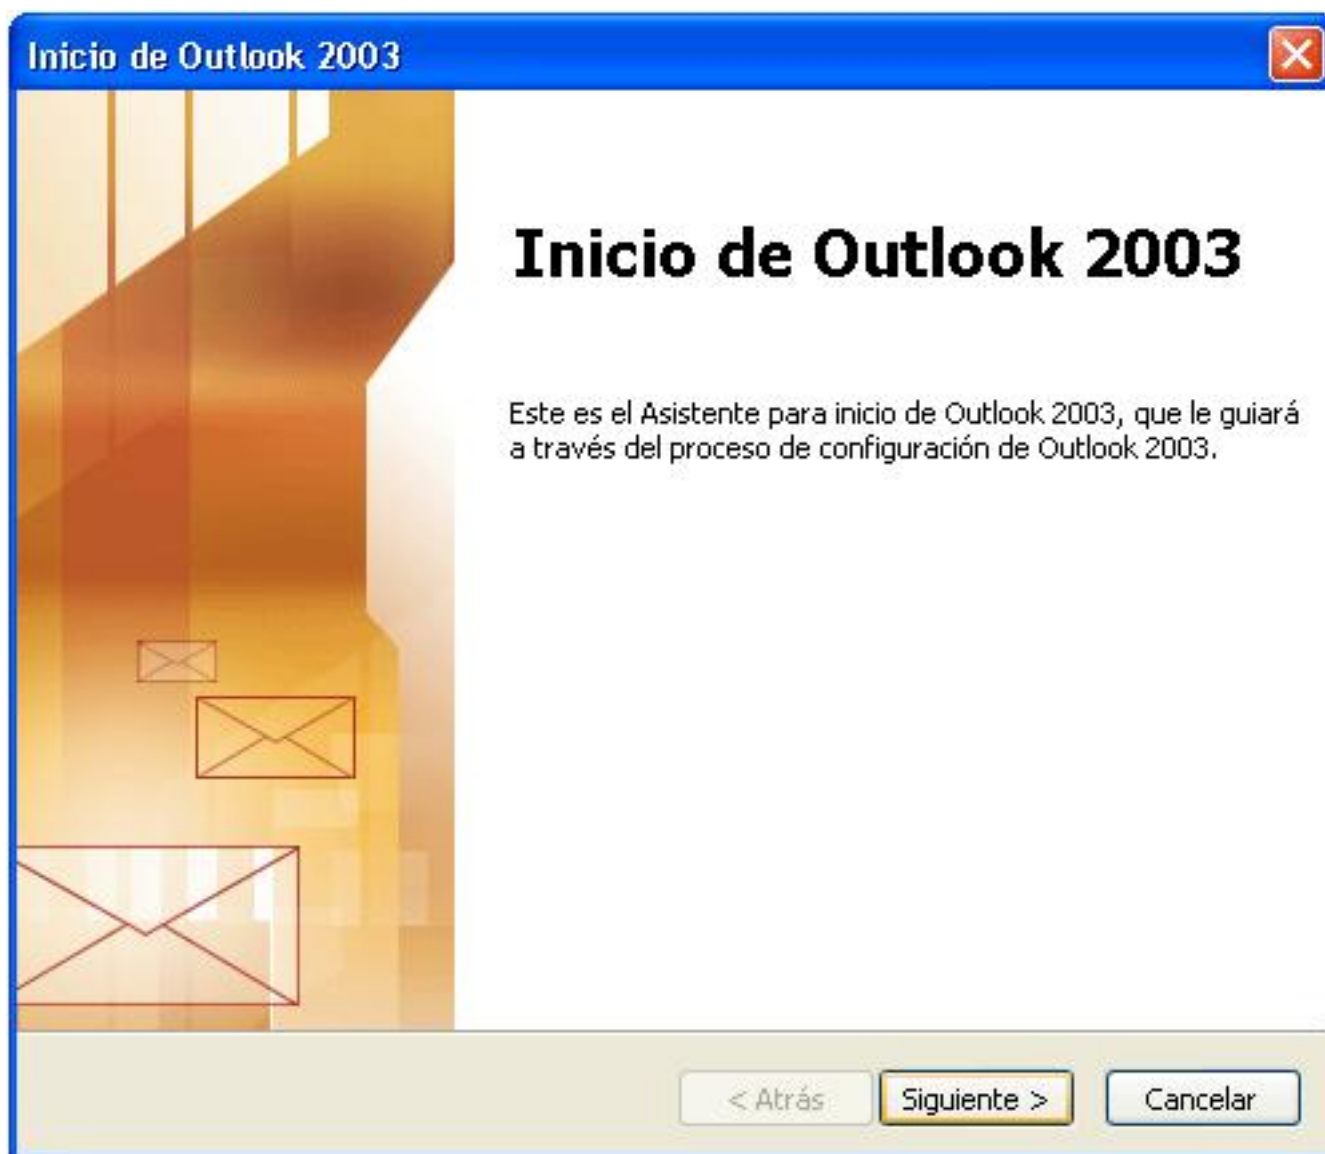 Inicio de Outlook 2003
Inicio de Outlook 2003
Este es el Asistente para inicio de Outlook 2003, que le guiará
a través del proceso de configuración de Outlook 2003.
< Atrás Siguiente > Cancelar